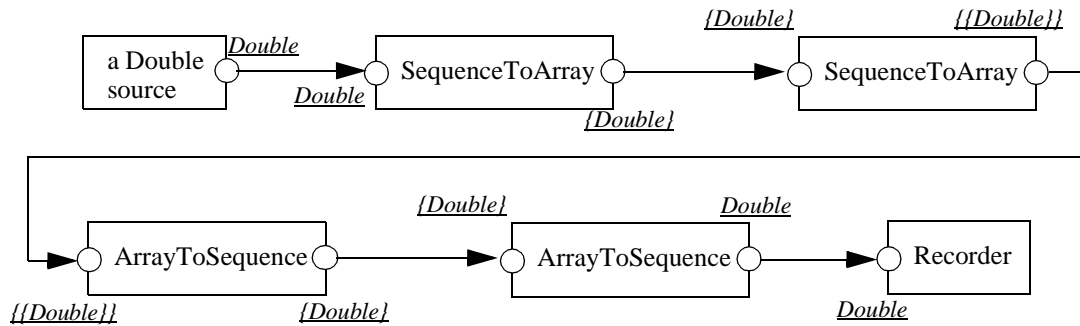 {Double}
{{Double}}
Double
a Double
source
SequenceToArray
SequenceToArray
Double
{Double}
{Double}
Double
ArrayToSequence
ArrayToSequence
Recorder
{{Double}}
{Double}
Double